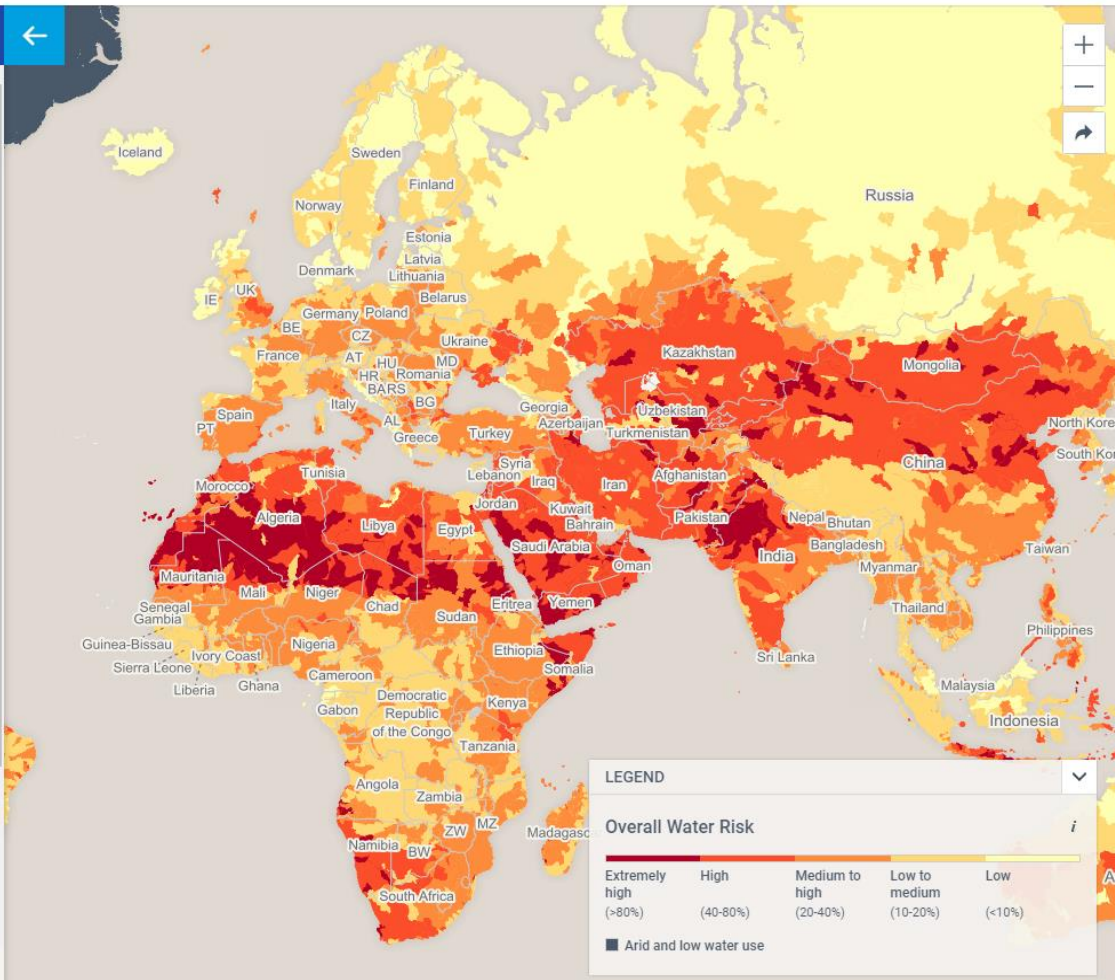 Iceland
Sweden
Finland
Norway
Russia
Estonia
Latvia
Denmark
Lithuania
IE
UK
Belarus
Germany
Poland
BE
CZ
Ukraine
France
AT
HU
MD
Kazakhstan
Mongolia
HR
Romania
BARS
Italy
BG
Georgia
Uzbekistan
PT
Spain
AL
Azerbaijan
North Kore
Greece
Turkey
Turkmenistan
South Kor
Tunisia
Syria
China
Morocco
Lebanon
Iraq
Iran
Afghanistan
Jordan
Algeria
Libya
Egypt
Kuwait
Bahrain
Pakistan
Nepal
Bhutan
Saudi Arabia
India
Bangladesh
Taiwan
Oman
Myanmar
Mauritania
Mali
Niger
Chad
Eritrea
Yemen
Senegal
Gambia
Sudan
Thailand
Guinea-Bissau
Nigeria
Ethiopia
Philippines
Sierra Leone
Ivory Coast
Somalia
Sri Lanka
Liberia
Ghana
Cameroon
Malaysia
Gabon
Democratic
Republic
of the Congo
Kenya
Indonesia
Tanzania
Angola
Zambia
ZW
MZ
Madagasc
Namibia
BW
South Africa
A
LEGEND
Overall Water Risk
i
Extremely high
High
Medium to high
Low to medium
Low
(>80%)
(40-80%)
(20-40%)
(10-20%)
(<10%)
Arid and low water use